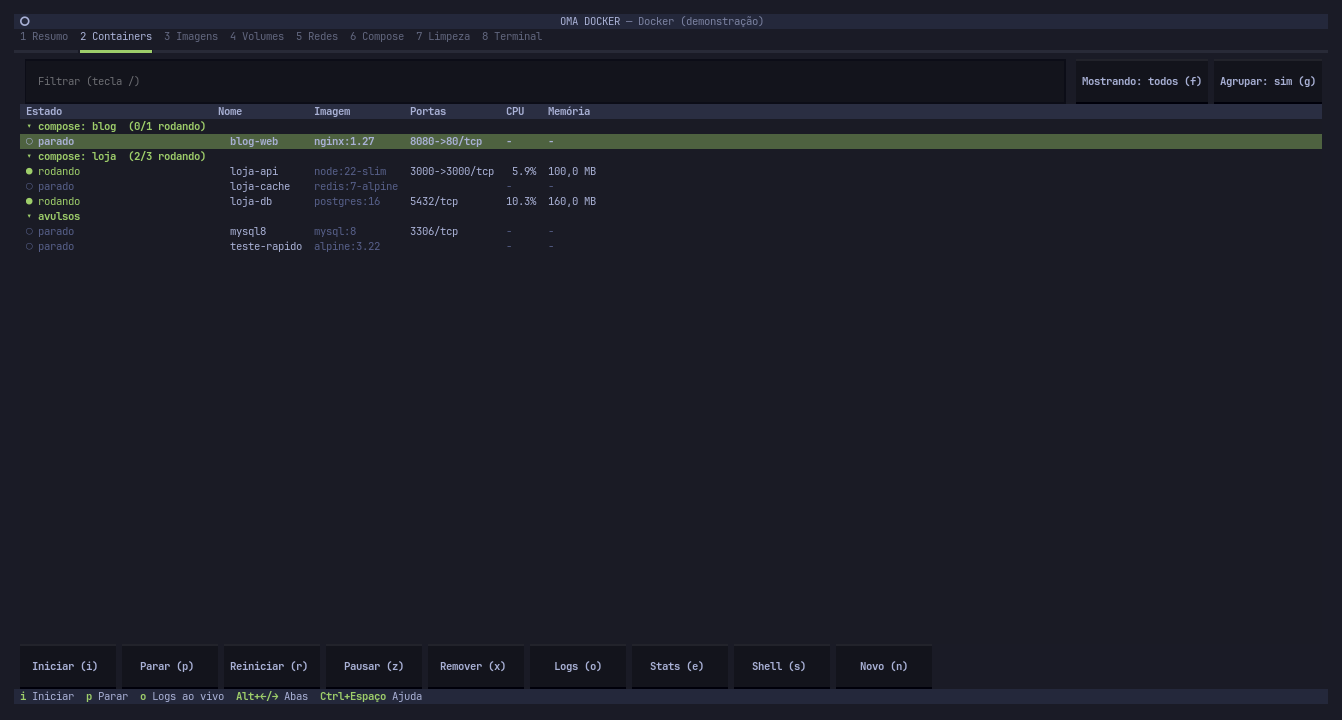 OMA DOCKER — Docker (demonstração)
1 Resumo 2 Containers 3 Imagens 4 Volumes 5 Redes 6 Compose 7 Limpeza 8 Terminal
Filtrar (tecla /) Mostrando: todos (f) Agrupar: sim (g)
Estado Nome Imagem Portas CPU Memória
▾ compose: blog (0/1 rodando)
○ parado blog-web nginx:1.27 8080->80/tcp - -
▾ compose: loja (2/3 rodando)
● rodando loja-api node:22-slim 3000->3000/tcp 5.9% 100,0 MB
○ parado loja-cache redis:7-alpine - -
● rodando loja-db postgres:16 5432/tcp 10.3% 160,0 MB
▾ avulsos
○ parado mysql8 mysql:8 3306/tcp - -
○ parado teste-rapido alpine:3.22 - -
Iniciar (i) Parar (p) Reiniciar (r) Pausar (z) Remover (x) Logs (o) Stats (e) Shell (s) Novo (n)
i Iniciar p Parar o Logs ao vivo Alt+←/→ Abas Ctrl+Espaço Ajuda